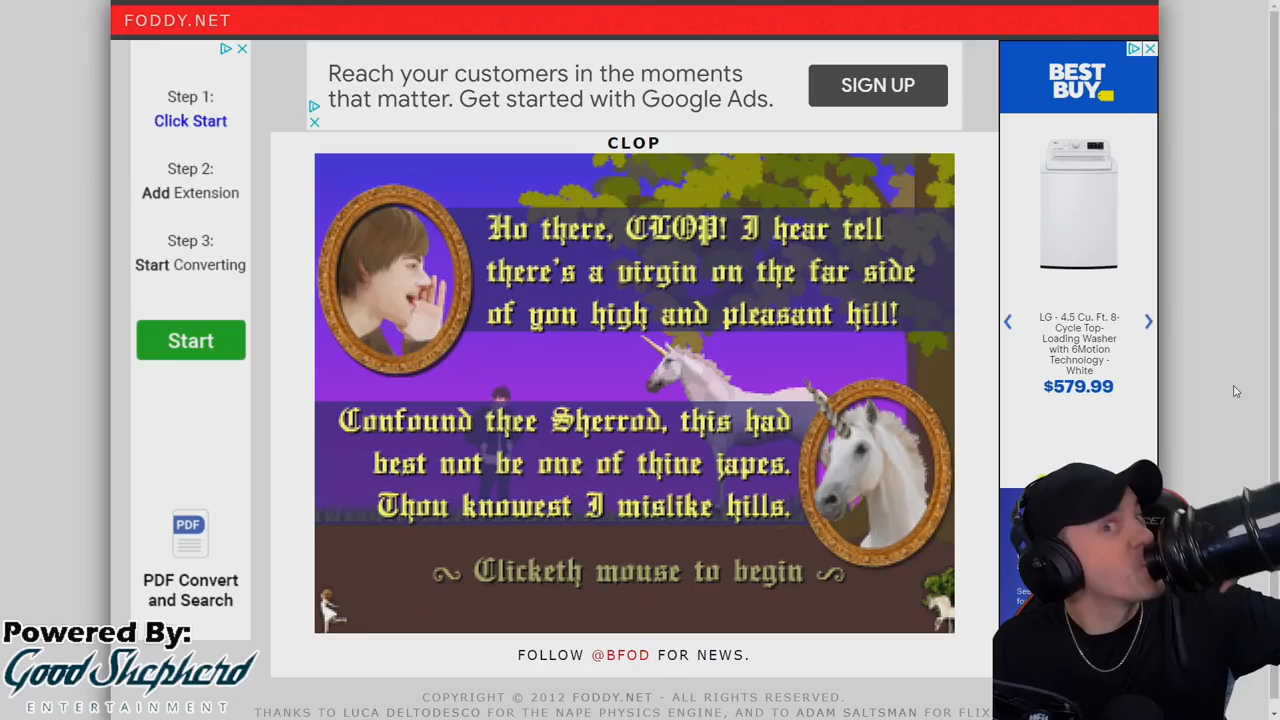 FODDY.NET
Step 1:
Click Start
Step 2:
Add Extension
Step 3:
Start Converting
Start
PDF
PDF Convert
and Search
Reach your customers in the moments
that matter. Get started with Google Ads.
SIGN UP
CLOP
Ho there, CLOP! I hear tell
there's a virgin on the far side
of yon high and pleasant hill!
Confound thee Sherrod, this had
best not be one of thine japes.
Thou knowest I mislike hills.
Clicketh mouse to begin
FOLLOW @BFOD FOR NEWS.
COPYRIGHT © 2012 FODDY.NET - ALL RIGHTS RESERVED.
THANKS TO LUCA DELTODESCO FOR THE NAPE PHYSICS ENGINE, AND TO ADAM SALTSMAN FOR FLIX
BEST
BUY
LG - 4.5 Cu. Ft. 8-
Cycle Top-
Loading Washer
with 6Motion
Technology -
White
$579.99
Powered By:
Good Shepherd
ENTERTAINMENT